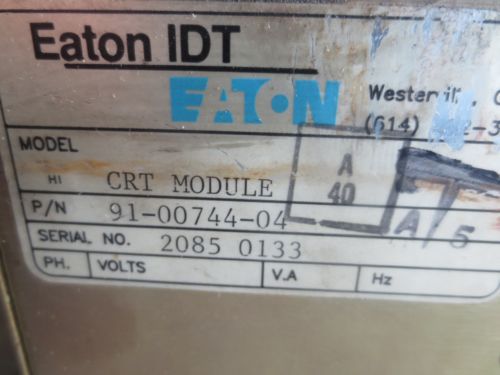 Eaton IDT
EATON
(614)
MODEL
HI CRT MODULE
A
40
P/N 91-00744-04
A/5
SERIAL NO. 2085 0133
PH. VOLTS V.A Hz